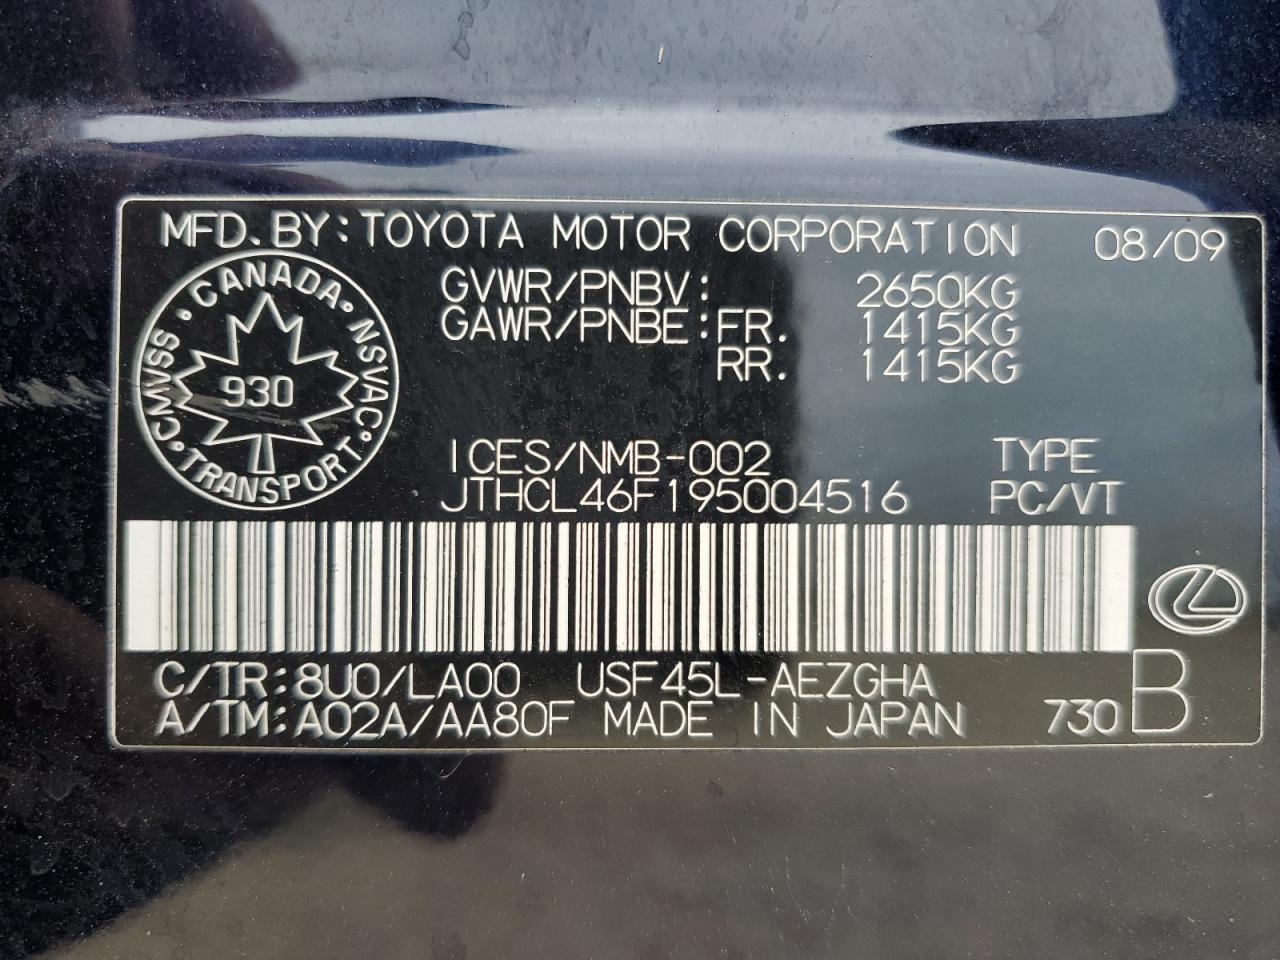 MFD. BY: TOYOTA MOTOR CORPORATION 08/09
GVWR/PNBV: 2650KG
GAWR/PNBE: FR. 1415KG
RR. 1415KG
CMVSS • CANADA • NSVAC • TRANSPORT •
930
ICES/NMB-002 TYPE
JTHCL46F195004516 PC/VT
C/TR: 8U0/LA00 USF45L-AEZGHA
A/TM: A02A/AA80F MADE IN JAPAN 730 B